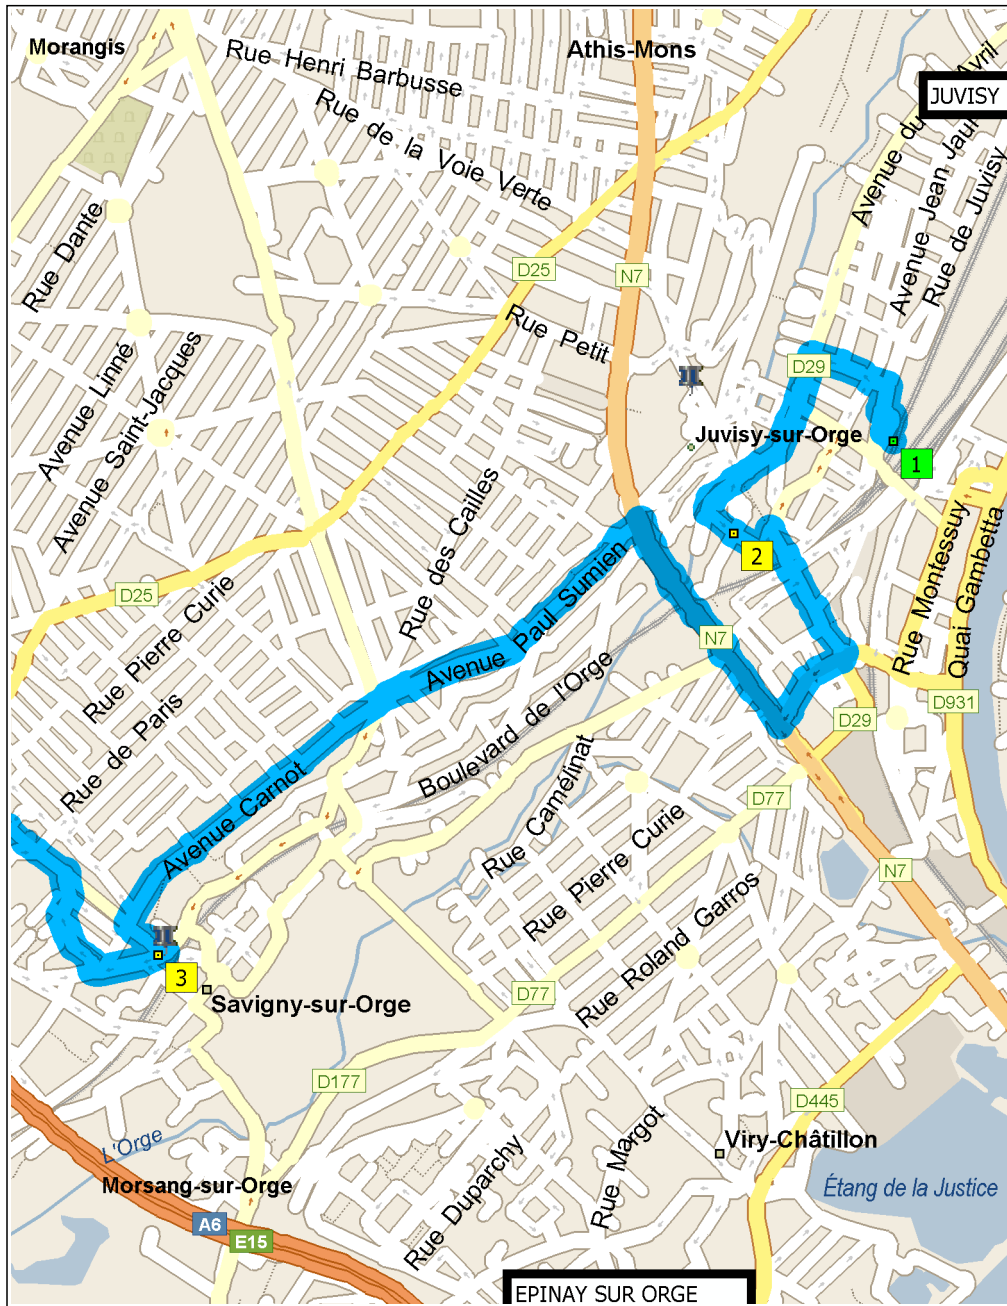 Morangis
Athis-Mons
Rue Henri Barbusse
JUVISY
Avenue du
Avril
Rue de la Voie Verte
Avenue Jean Jaur
Rue de Juvisy
Rue Dante
D25
N7
Rue Petit
Avenue Linné
Avenue Saint-Jacques
D29
Juvisy-sur-Orge
1
Rue des Cailles
Rue Montessuy
Quai Gambetta
2
Avenue Paul Sumien
D25
Rue Pierre Curie
N7
Rue de Paris
Boulevard de l'Orge
D931
D29
Avenue Carnot
Rue Camélinat
D77
Rue Pierre Curie
N7
Rue Roland Garros
3
Savigny-sur-Orge
D77
D177
D445
L'Orge
Rue Margot
Viry-Châtillon
Morsang-sur-Orge
Rue Duparchy
Étang de la Justice
A6
E15
EPINAY SUR ORGE